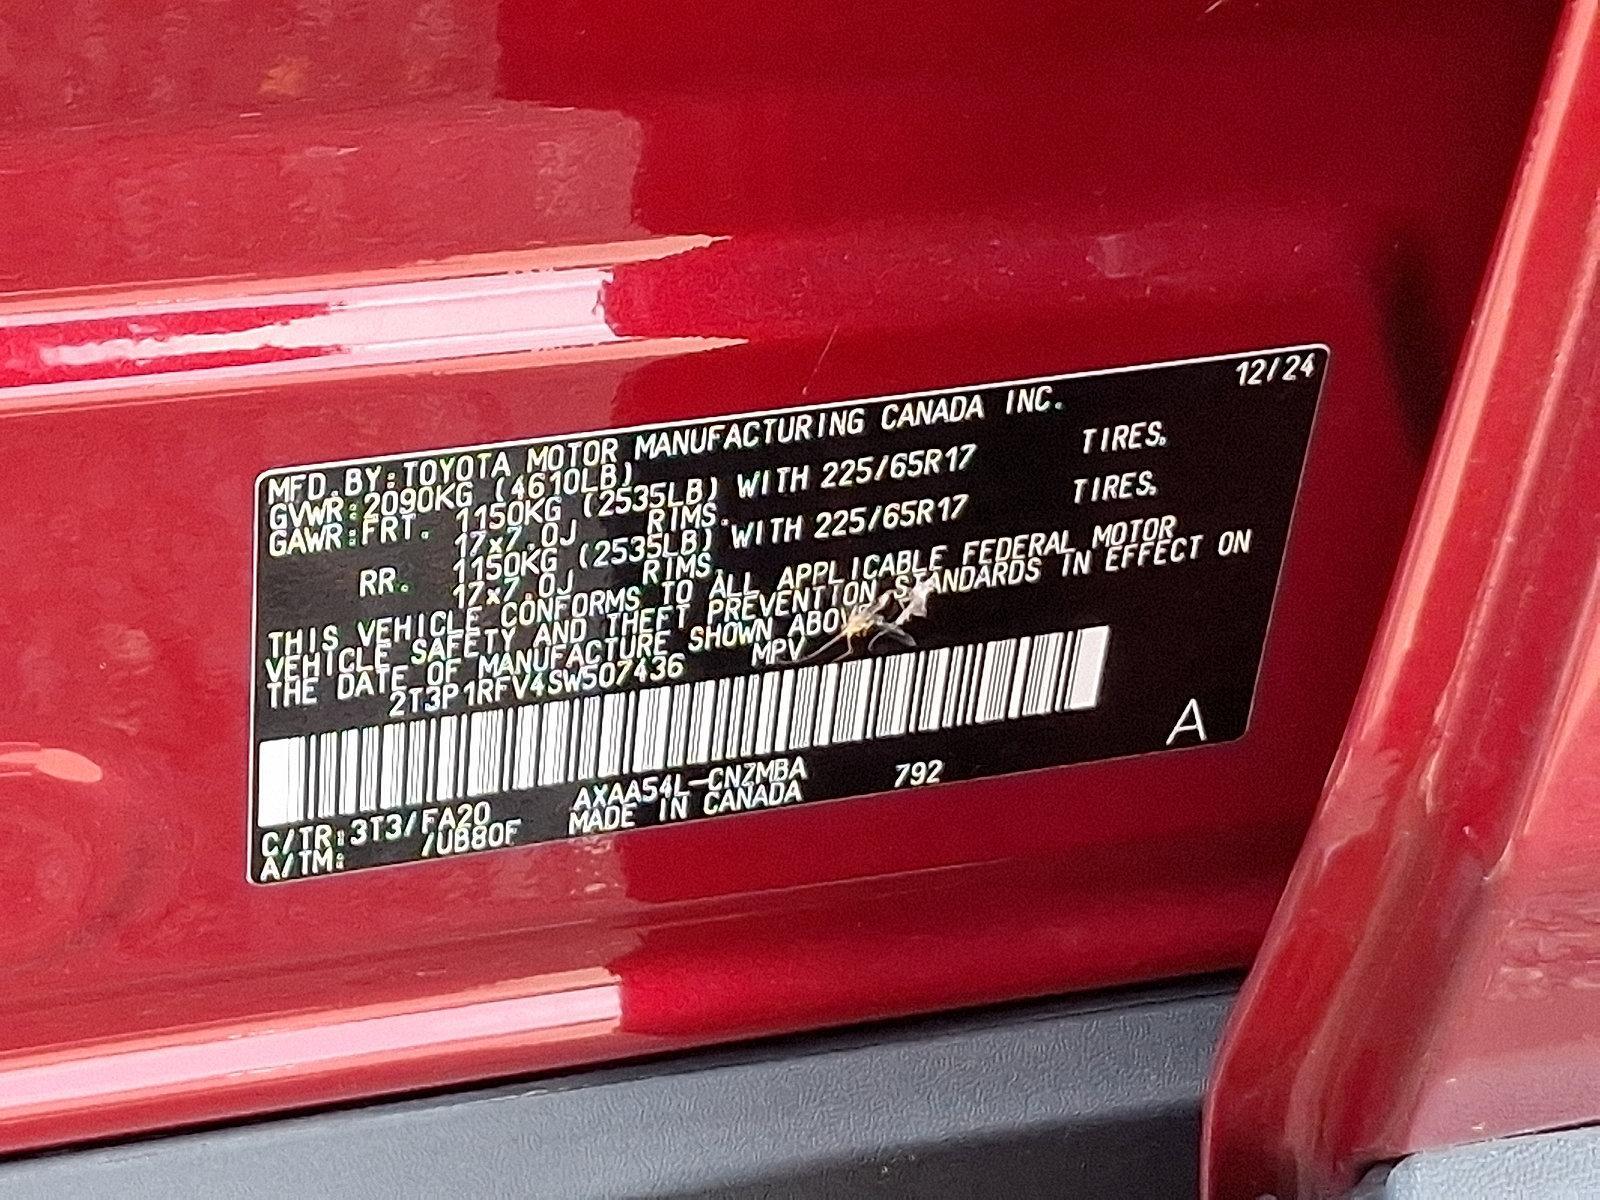 12/24
MFD.BY:TOYOTA MOTOR MANUFACTURING CANADA INC.
GVWR:2090KG (4610LB)
GAWR:FRT. 1150KG (2535LB) WITH 225/65R17 TIRES.
17x7.0J RIMS.
RR. 1150KG (2535LB) WITH 225/65R17 TIRES.
17x7.0J RIMS.
THIS VEHICLE CONFORMS TO ALL APPLICABLE FEDERAL MOTOR
VEHICLE SAFETY AND THEFT PREVENTION STANDARDS IN EFFECT ON
THE DATE OF MANUFACTURE SHOWN ABOVE
2T3P1RFV4SW507436 MPV
A
C/TR:3T3/FA20 AXAA54L-CNZMBA 792
A/TM: /UB80F MADE IN CANADA